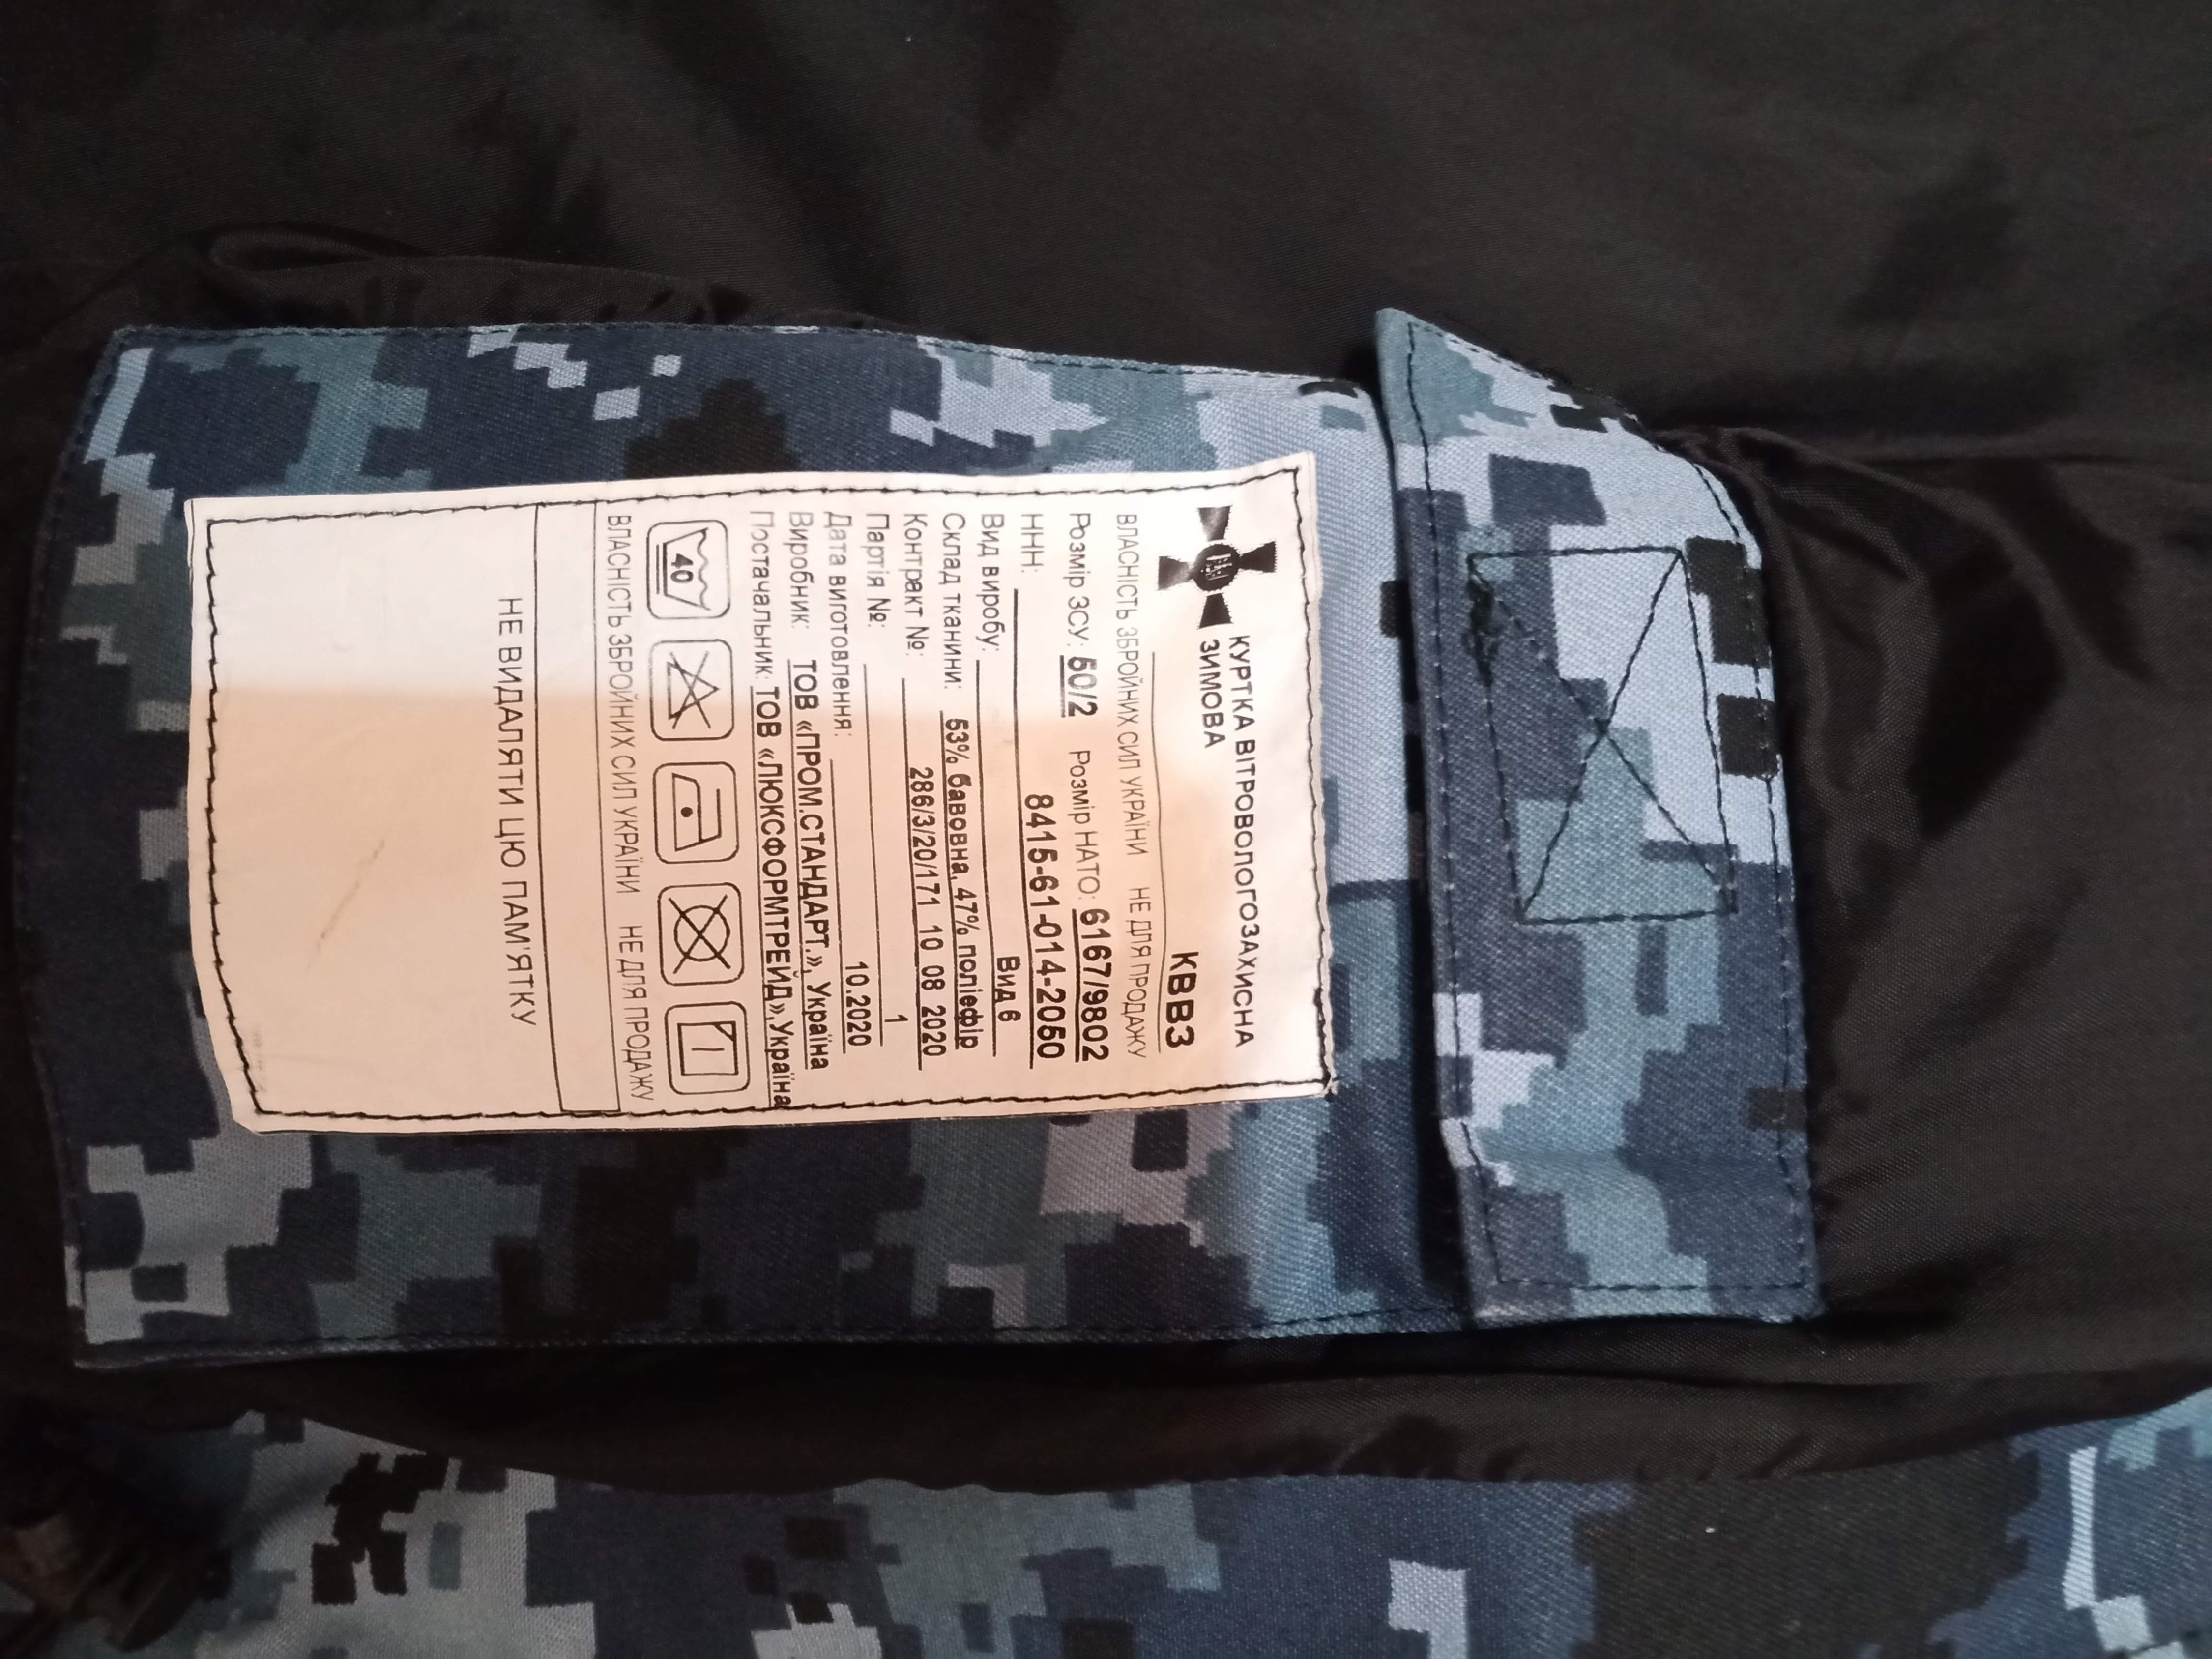 КУРТКА ВІТРОВОЛОГОЗАХИСНА
ЗИМОВА
КВВЗ
ВЛАСНІСТЬ ЗБРОЙНИХ СИЛ УКРАЇНИ НЕ ДЛЯ ПРОДАЖУ
Розмір ЗСУ: 50/2 Розмір НАТО: 6167/9802
ННН: 8415-61-014-2050
Вид виробу: Вид 6
Склад тканини: 53% бавовна, 47% поліефір
Контракт №: 286/3/20/171 10 08 2020
Партія №: 1
Дата виготовлення: 10.2020
Виробник: ТОВ «ПРОМ.СТАНДАРТ.», Україна
Постачальник: ТОВ «ЛЮКСФОРМТРЕЙД», Україна
40
ВЛАСНІСТЬ ЗБРОЙНИХ СИЛ УКРАЇНИ НЕ ДЛЯ ПРОДАЖУ
НЕ ВИДАЛЯТИ ЦЮ ПАМ'ЯТКУ